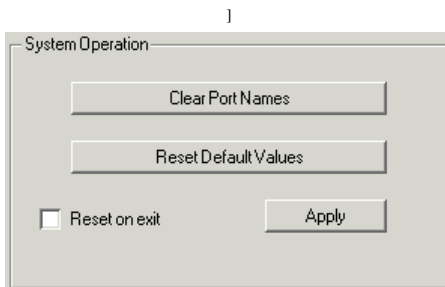 ]
System Operation
Clear Port Names
Reset Default Values
Reset on exit
Apply